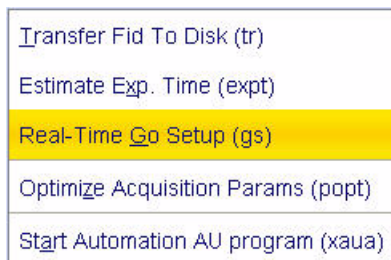 Transfer Fid To Disk (tr)
Estimate Exp. Time (expt)
Real-Time Go Setup (gs)
Optimize Acquisition Params (popt)
Start Automation AU program (xaua)